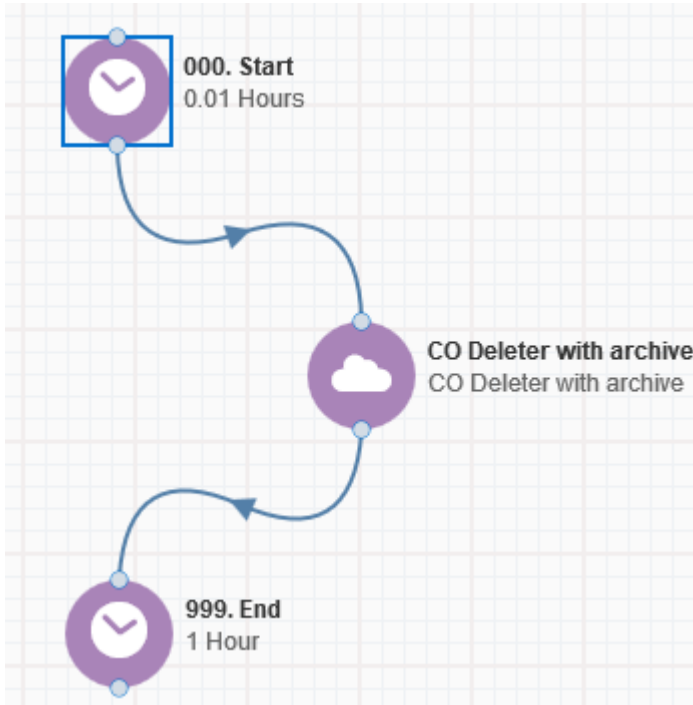 000. Start
0.01 Hours
CO Deleter with archive
CO Deleter with archive
999. End
1 Hour